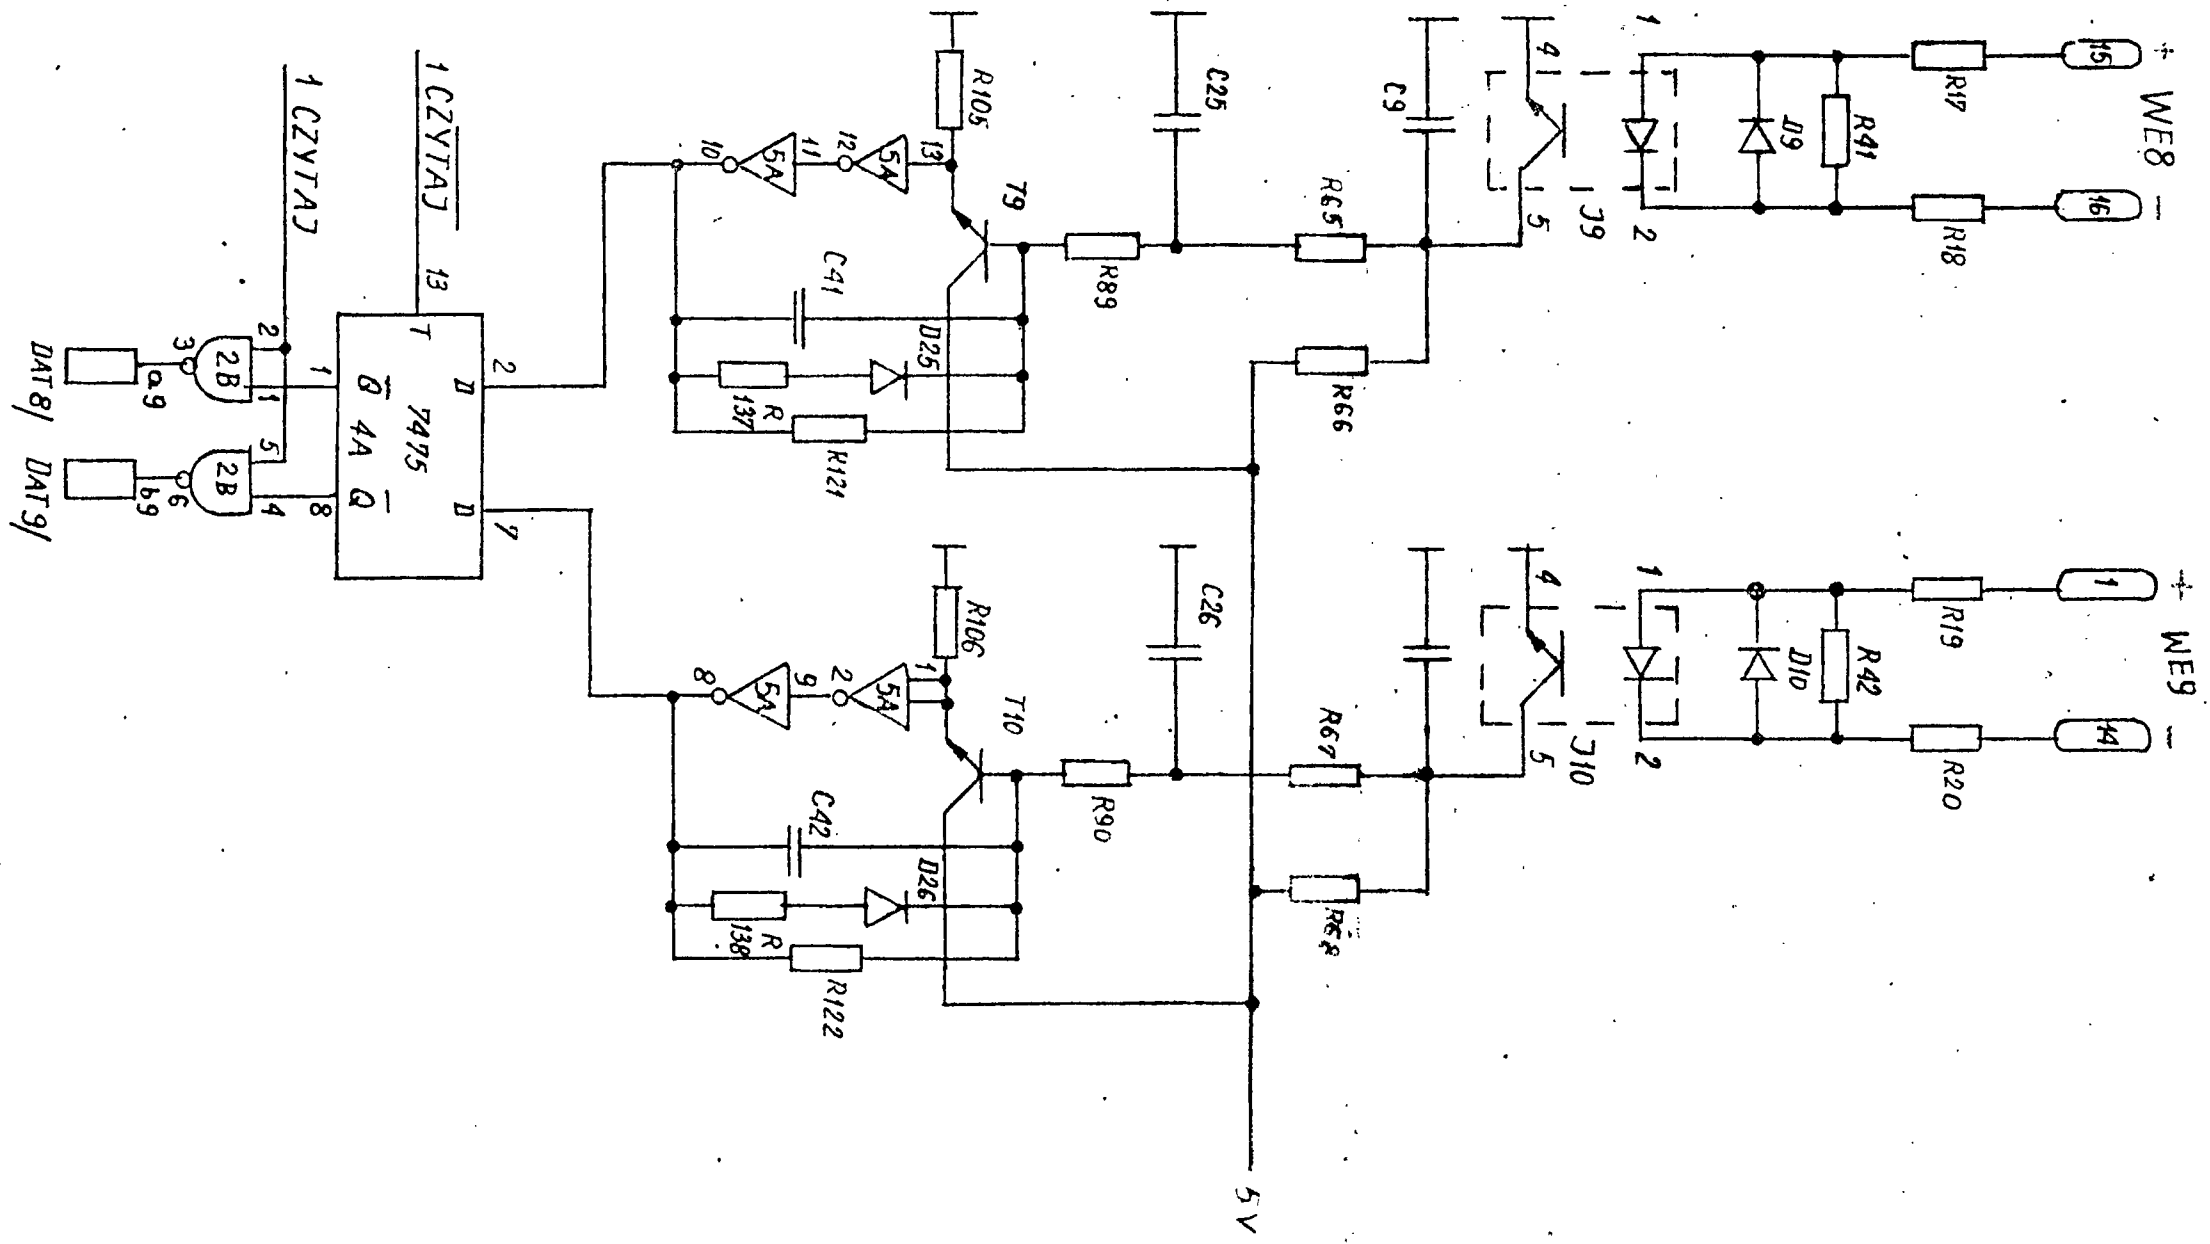 + WE8 −
15
16
R17
R18
R41
D9
1
2
J9
4
5
C9
R65
R66
C25
R89
T9
R105
13
5A
12
11
5A
10
C41
D25
R
137
R121
+ WE9 −
1
14
R19
R20
R42
D10
1
2
J10
4
5
R67
C26
R90
T10
R106
1
5A
2
9
5A
8
C42
D26
R
138
R122
5V
1 CZYTAJ
1 CZYTAJ
13
T
2
D
7
D
7475
4A
Q
Q
1
8
2
1
2B
3
5
4
2B
6
a9
b9
DAT8/
DAT9/